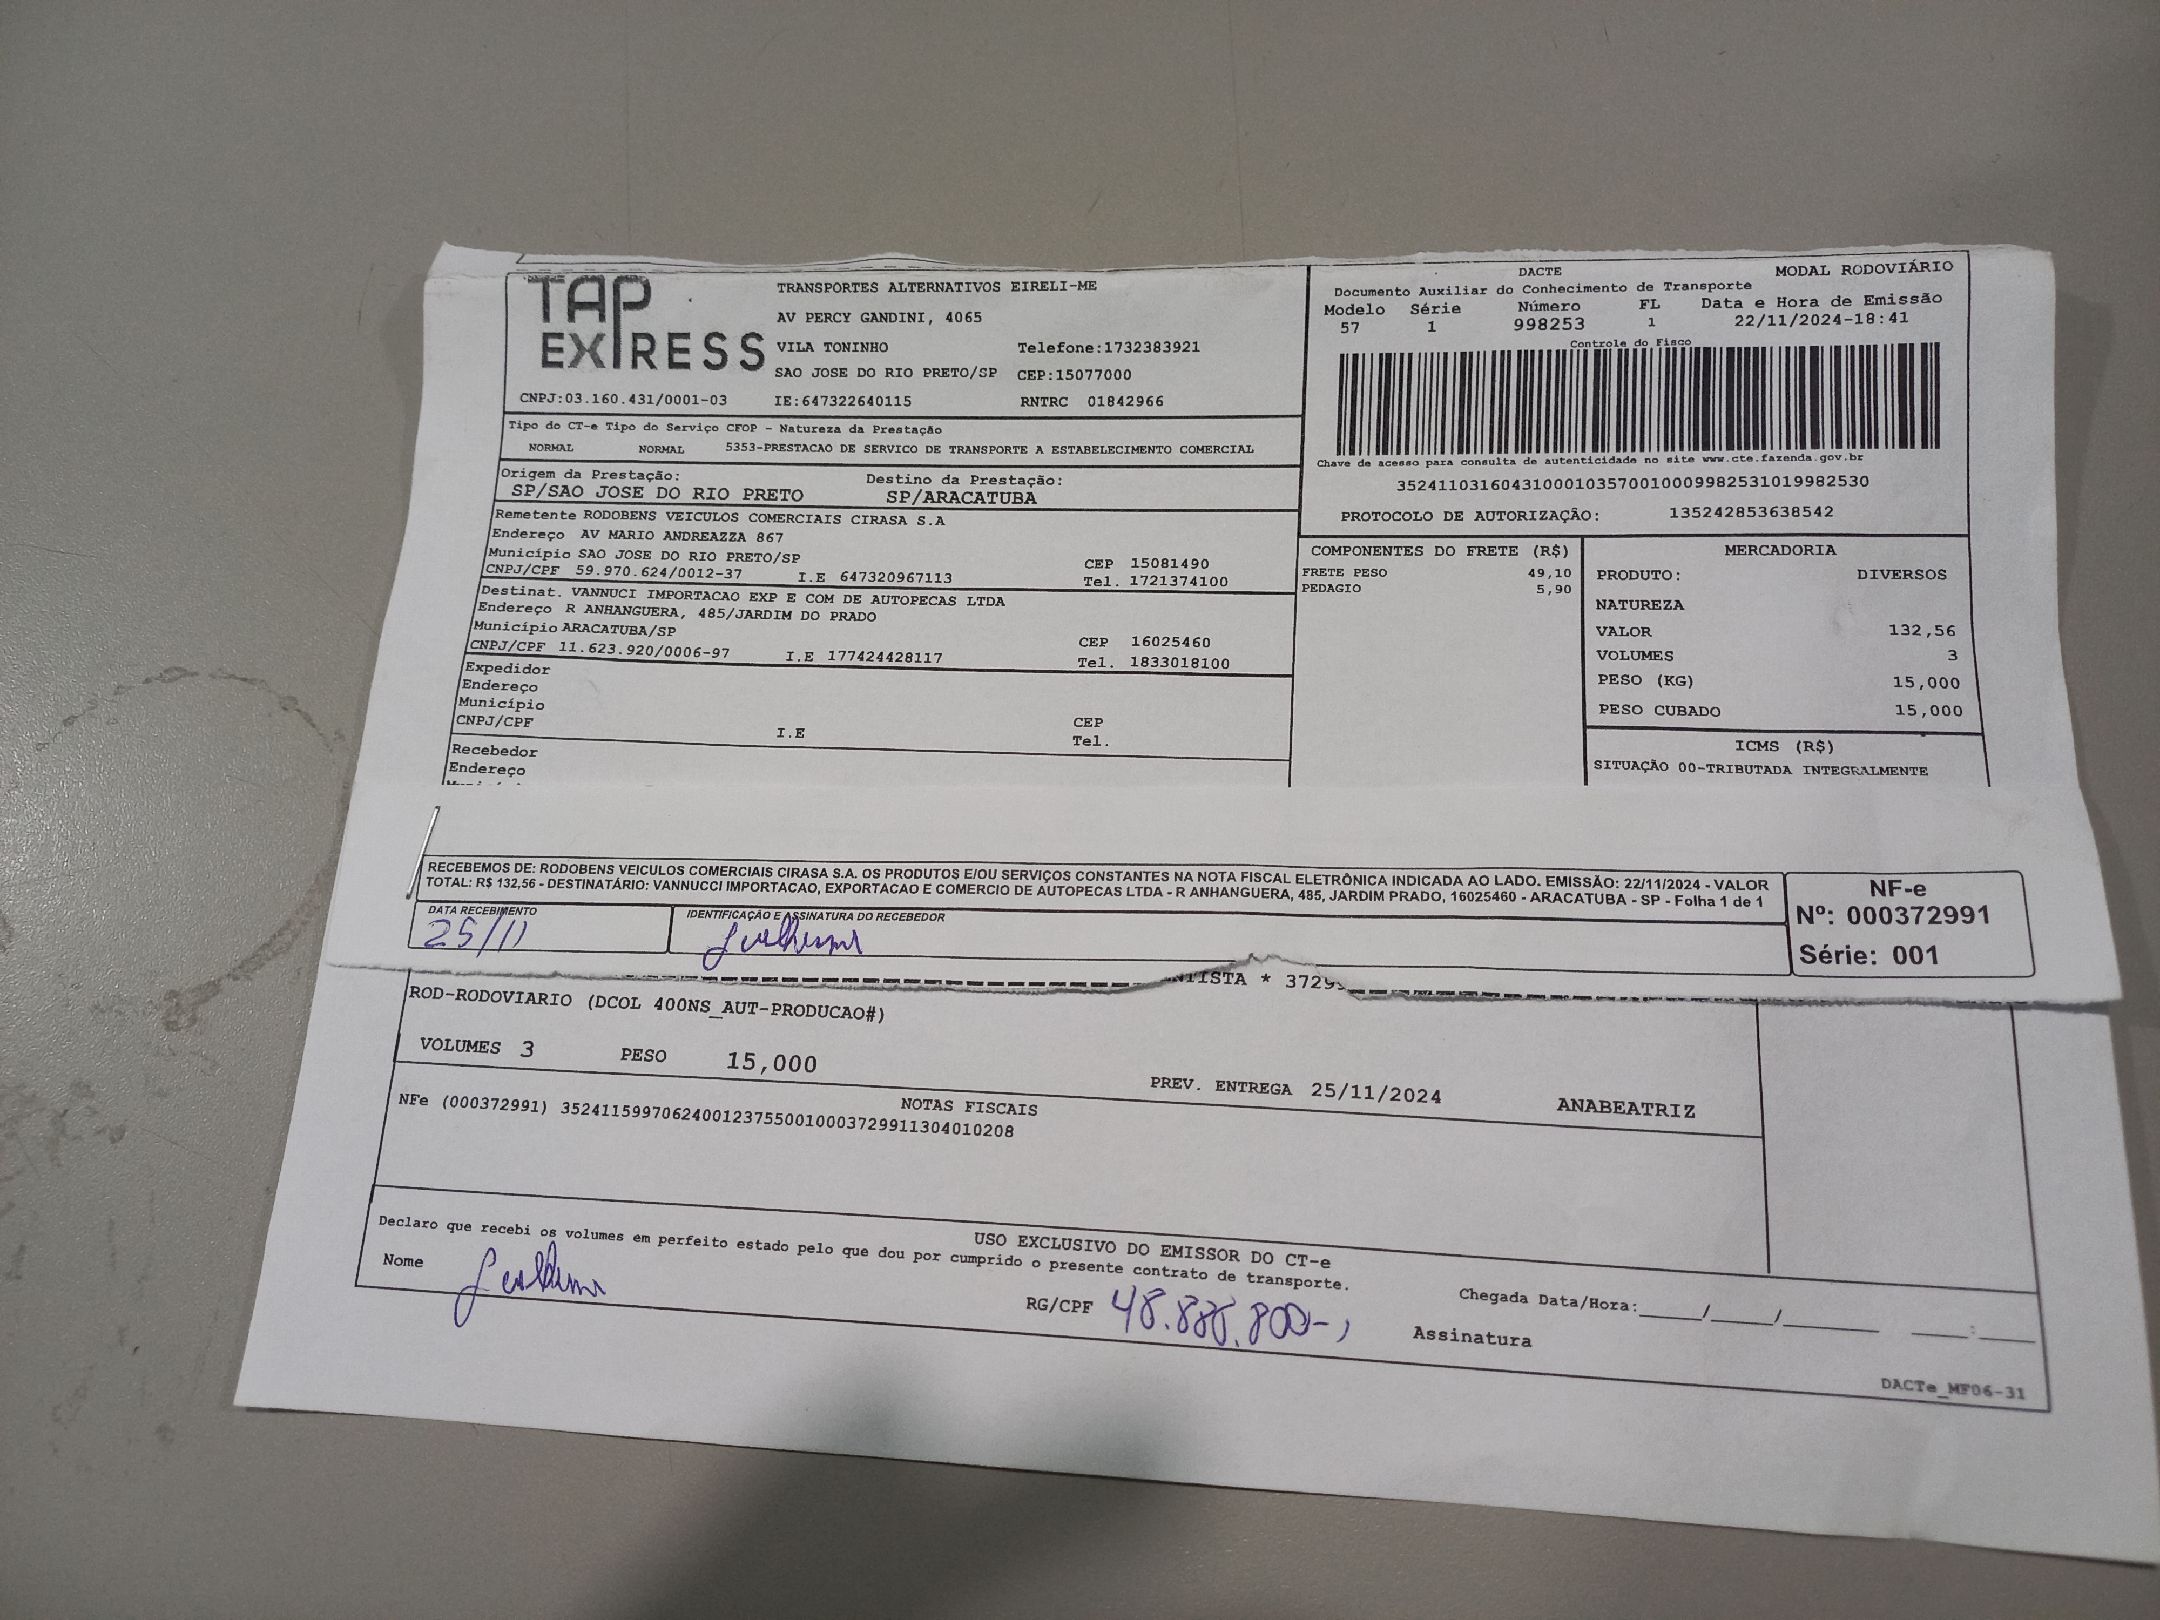 TAP EXPRESS
TRANSPORTES ALTERNATIVOS EIRELI-ME
AV PERCY GANDINI, 4065
VILA TONINHO Telefone:1732383921
SAO JOSE DO RIO PRETO/SP CEP:15077000
CNPJ:03.160.431/0001-03 IE:647322640115 RNTRC 01842966
Tipo do CT-e Tipo do Serviço CFOP - Natureza da Prestação
NORMAL NORMAL 5353-PRESTACAO DE SERVICO DE TRANSPORTE A ESTABELECIMENTO COMERCIAL
Origem da Prestação: Destino da Prestação:
SP/SAO JOSE DO RIO PRETO SP/ARACATUBA
Remetente RODOBENS VEICULOS COMERCIAIS CIRASA S.A
Endereço AV MARIO ANDREAZZA 867
Município SAO JOSE DO RIO PRETO/SP CEP 15081490
CNPJ/CPF 59.970.624/0012-37 I.E 647320967113 Tel. 1721374100
Destinat. VANNUCI IMPORTACAO EXP E COM DE AUTOPECAS LTDA
Endereço R ANHANGUERA, 485/JARDIM DO PRADO
Município ARACATUBA/SP CEP 16025460
CNPJ/CPF 11.623.920/0006-97 I.E 177424428117 Tel. 1833018100
Expedidor
Endereço
Município
CNPJ/CPF I.E CEP
Tel.
Recebedor
Endereço
DACTE MODAL RODOVIÁRIO
Documento Auxiliar do Conhecimento de Transporte
Modelo Série Número FL Data e Hora de Emissão
57 1 998253 1 22/11/2024-18:41
Controle do Fisco
Chave de acesso para consulta de autenticidade no site www.cte.fazenda.gov.br
35241103160431000103570010009982531019982530
PROTOCOLO DE AUTORIZAÇÃO: 135242853638542
COMPONENTES DO FRETE (R$)
FRETE PESO 49,10
PEDAGIO 5,90
MERCADORIA
PRODUTO: DIVERSOS
NATUREZA
VALOR 132,56
VOLUMES 3
PESO (KG) 15,000
PESO CUBADO 15,000
ICMS (R$)
SITUAÇÃO 00-TRIBUTADA INTEGRALMENTE
RECEBEMOS DE: RODOBENS VEICULOS COMERCIAIS CIRASA S.A. OS PRODUTOS E/OU SERVIÇOS CONSTANTES NA NOTA FISCAL ELETRÔNICA INDICADA AO LADO. EMISSÃO: 22/11/2024 - VALOR
TOTAL: R$ 132,56 - DESTINATÁRIO: VANNUCCI IMPORTACAO, EXPORTACAO E COMERCIO DE AUTOPECAS LTDA - R ANHANGUERA, 485, JARDIM PRADO, 16025460 - ARACATUBA - SP - Folha 1 de 1
DATA RECEBIMENTO IDENTIFICAÇÃO E ASSINATURA DO RECEBEDOR
25/11 Guilherme
NF-e
Nº: 000372991
Série: 001
TISTA * 3729
ROD-RODOVIARIO (DCOL 400NS_AUT-PRODUCAO#)
VOLUMES 3 PESO 15,000 PREV. ENTREGA 25/11/2024 ANABEATRIZ
NOTAS FISCAIS
NFe (000372991) 35241159970624001237550010003729911304010208
USO EXCLUSIVO DO EMISSOR DO CT-e
Declaro que recebi os volumes em perfeito estado pelo que dou por cumprido o presente contrato de transporte.
Nome Guilherme RG/CPF 48.888.800-1 Assinatura
Chegada Data/Hora:____/____/______ ___:____
DACTe_MF06-31